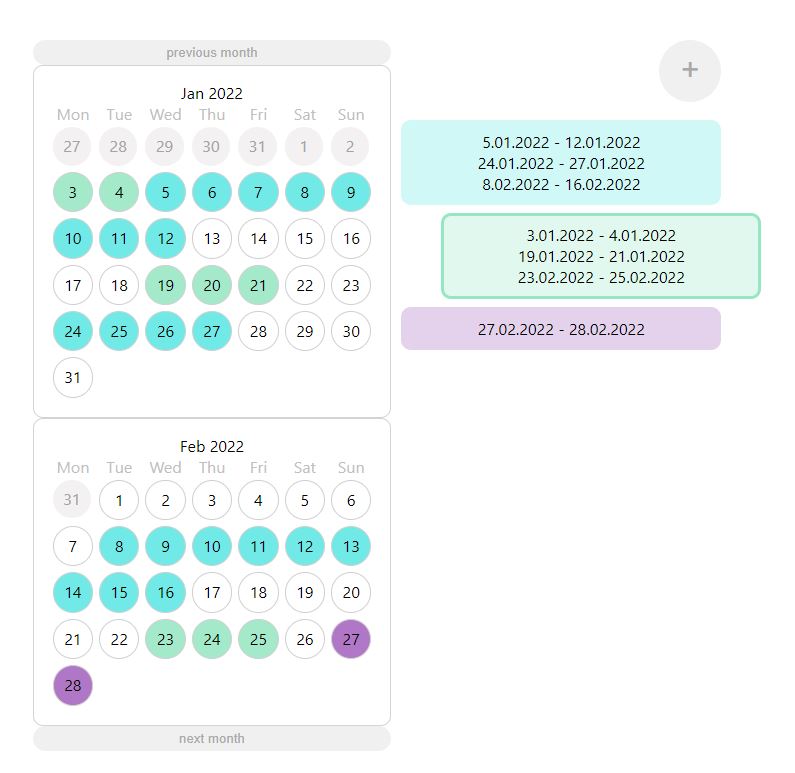 previous month
+
Jan 2022
Mon Tue Wed Thu Fri Sat Sun
27 28 29 30 31 1 2
3 4 5 6 7 8 9
10 11 12 13 14 15 16
17 18 19 20 21 22 23
24 25 26 27 28 29 30
31
Feb 2022
Mon Tue Wed Thu Fri Sat Sun
31 1 2 3 4 5 6
7 8 9 10 11 12 13
14 15 16 17 18 19 20
21 22 23 24 25 26 27
28
next month
5.01.2022 - 12.01.2022
24.01.2022 - 27.01.2022
8.02.2022 - 16.02.2022
3.01.2022 - 4.01.2022
19.01.2022 - 21.01.2022
23.02.2022 - 25.02.2022
27.02.2022 - 28.02.2022